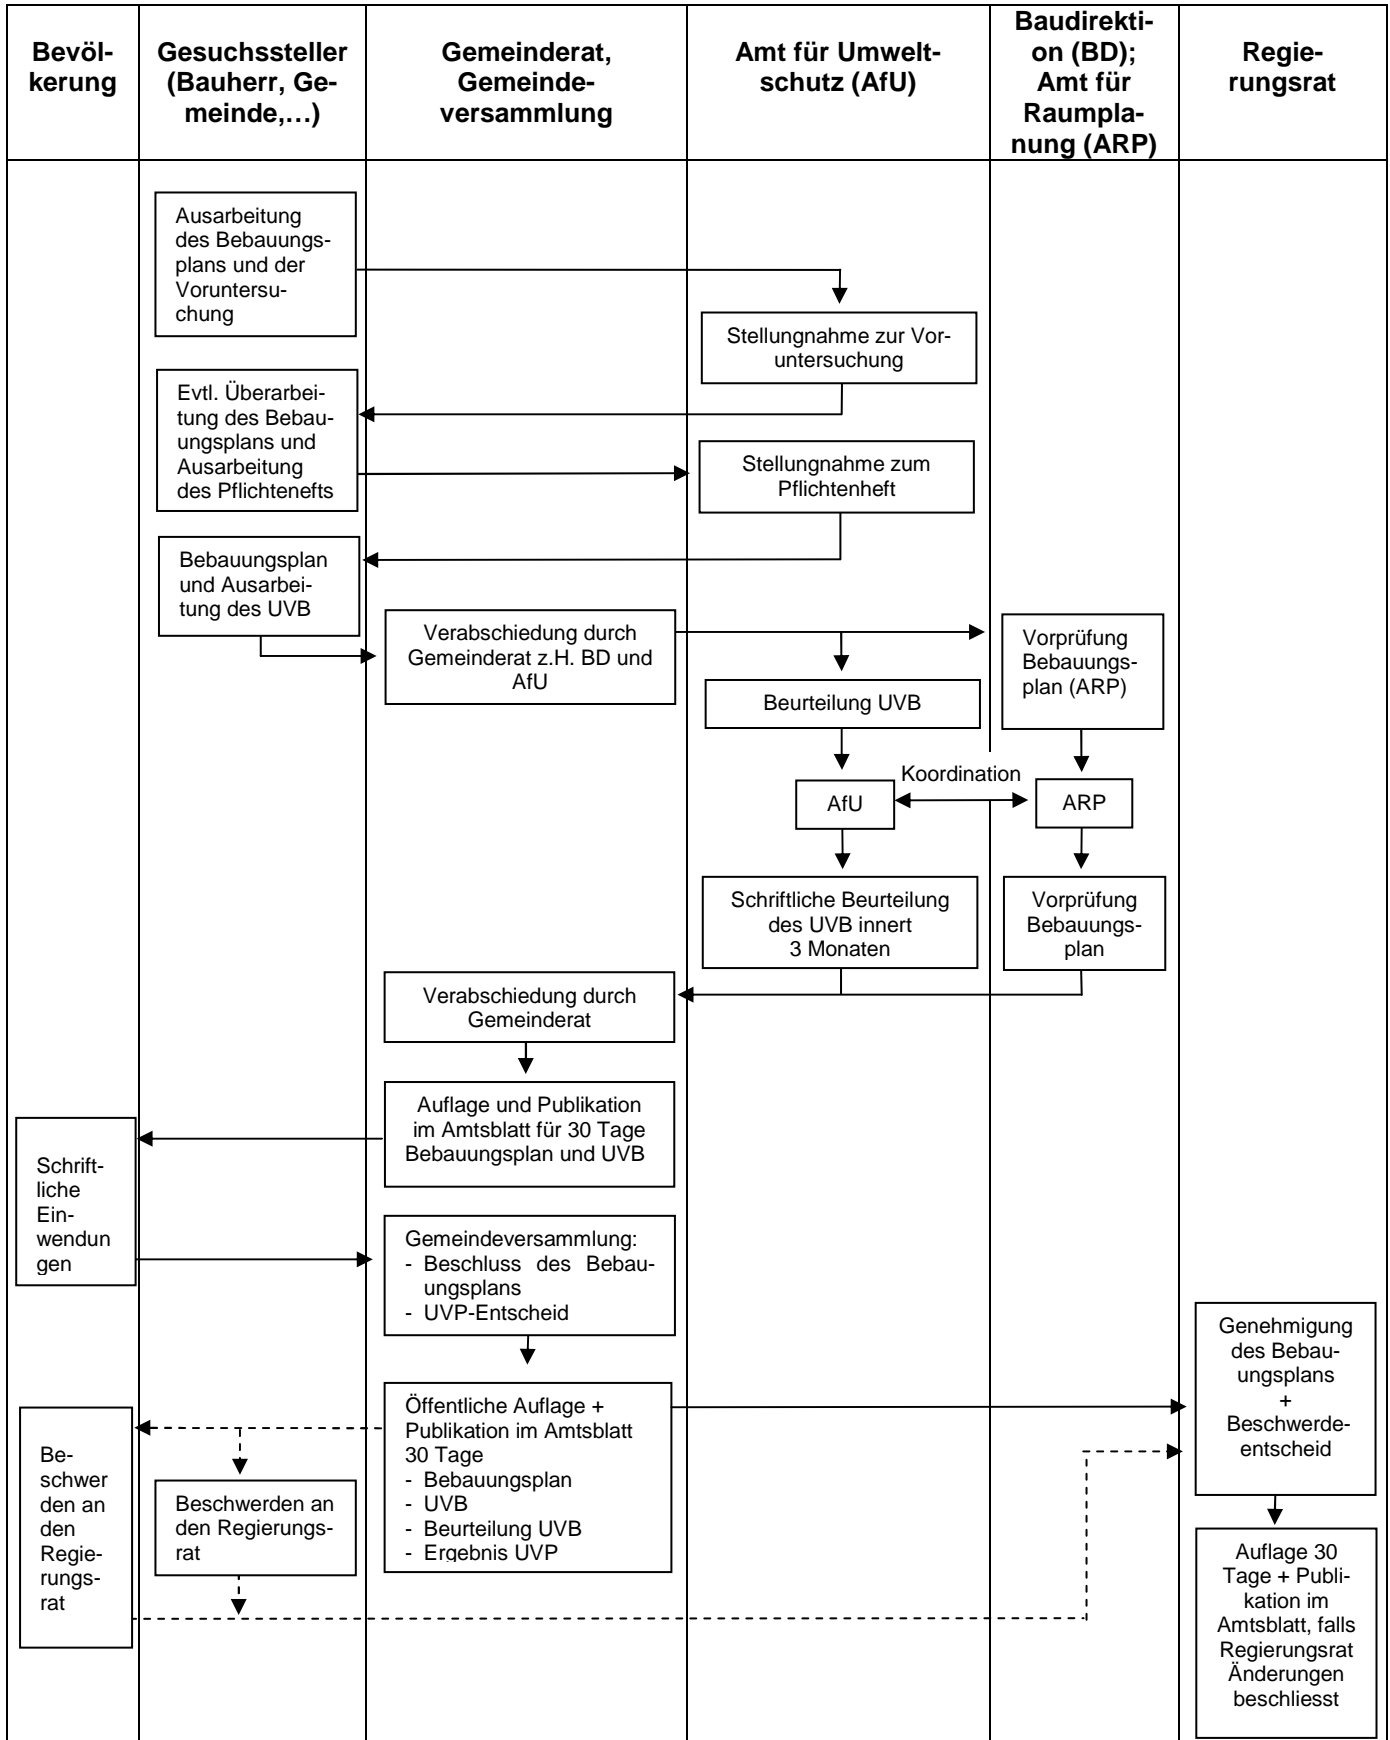 Bevöl-
kerung
Gesuchssteller
(Bauherr, Ge-
meinde,…)
Gemeinderat,
Gemeinde-
versammlung
Amt für Umwelt-
schutz (AfU)
Baudirekti-
on (BD);
Amt für
Raumpla-
nung (ARP)
Regie-
rungsrat
Ausarbeitung
des Bebauungs-
plans und der
Voruntersu-
chung
Stellungnahme zur Vor-
untersuchung
Evtl. Überarbei-
tung des Bebau-
ungsplans und
Ausarbeitung
des Pflichtenefts
Stellungnahme zum
Pflichtenheft
Bebauungsplan
und Ausarbei-
tung des UVB
Verabschiedung durch
Gemeinderat z.H. BD und
AfU
Vorprüfung
Bebauungs-
plan (ARP)
Beurteilung UVB
Koordination
AfU
ARP
Schriftliche Beurteilung
des UVB innert
3 Monaten
Vorprüfung
Bebauungs-
plan
Verabschiedung durch
Gemeinderat
Auflage und Publikation
im Amtsblatt für 30 Tage
Bebauungsplan und UVB
Schrift-
liche
Ein-
wendun
gen
Gemeindeversammlung:
- Beschluss des Bebau-
ungsplans
- UVP-Entscheid
Genehmigung
des Bebau-
ungsplans
+
Beschwerde-
entscheid
Öffentliche Auflage +
Publikation im Amtsblatt
30 Tage
- Bebauungsplan
- UVB
- Beurteilung UVB
- Ergebnis UVP
Be-
schwer
den an
den
Regie-
rungs-
rat
Beschwerden an
den Regierungs-
rat
Auflage 30
Tage + Publi-
kation im
Amtsblatt, falls
Regierungsrat
Änderungen
beschliesst